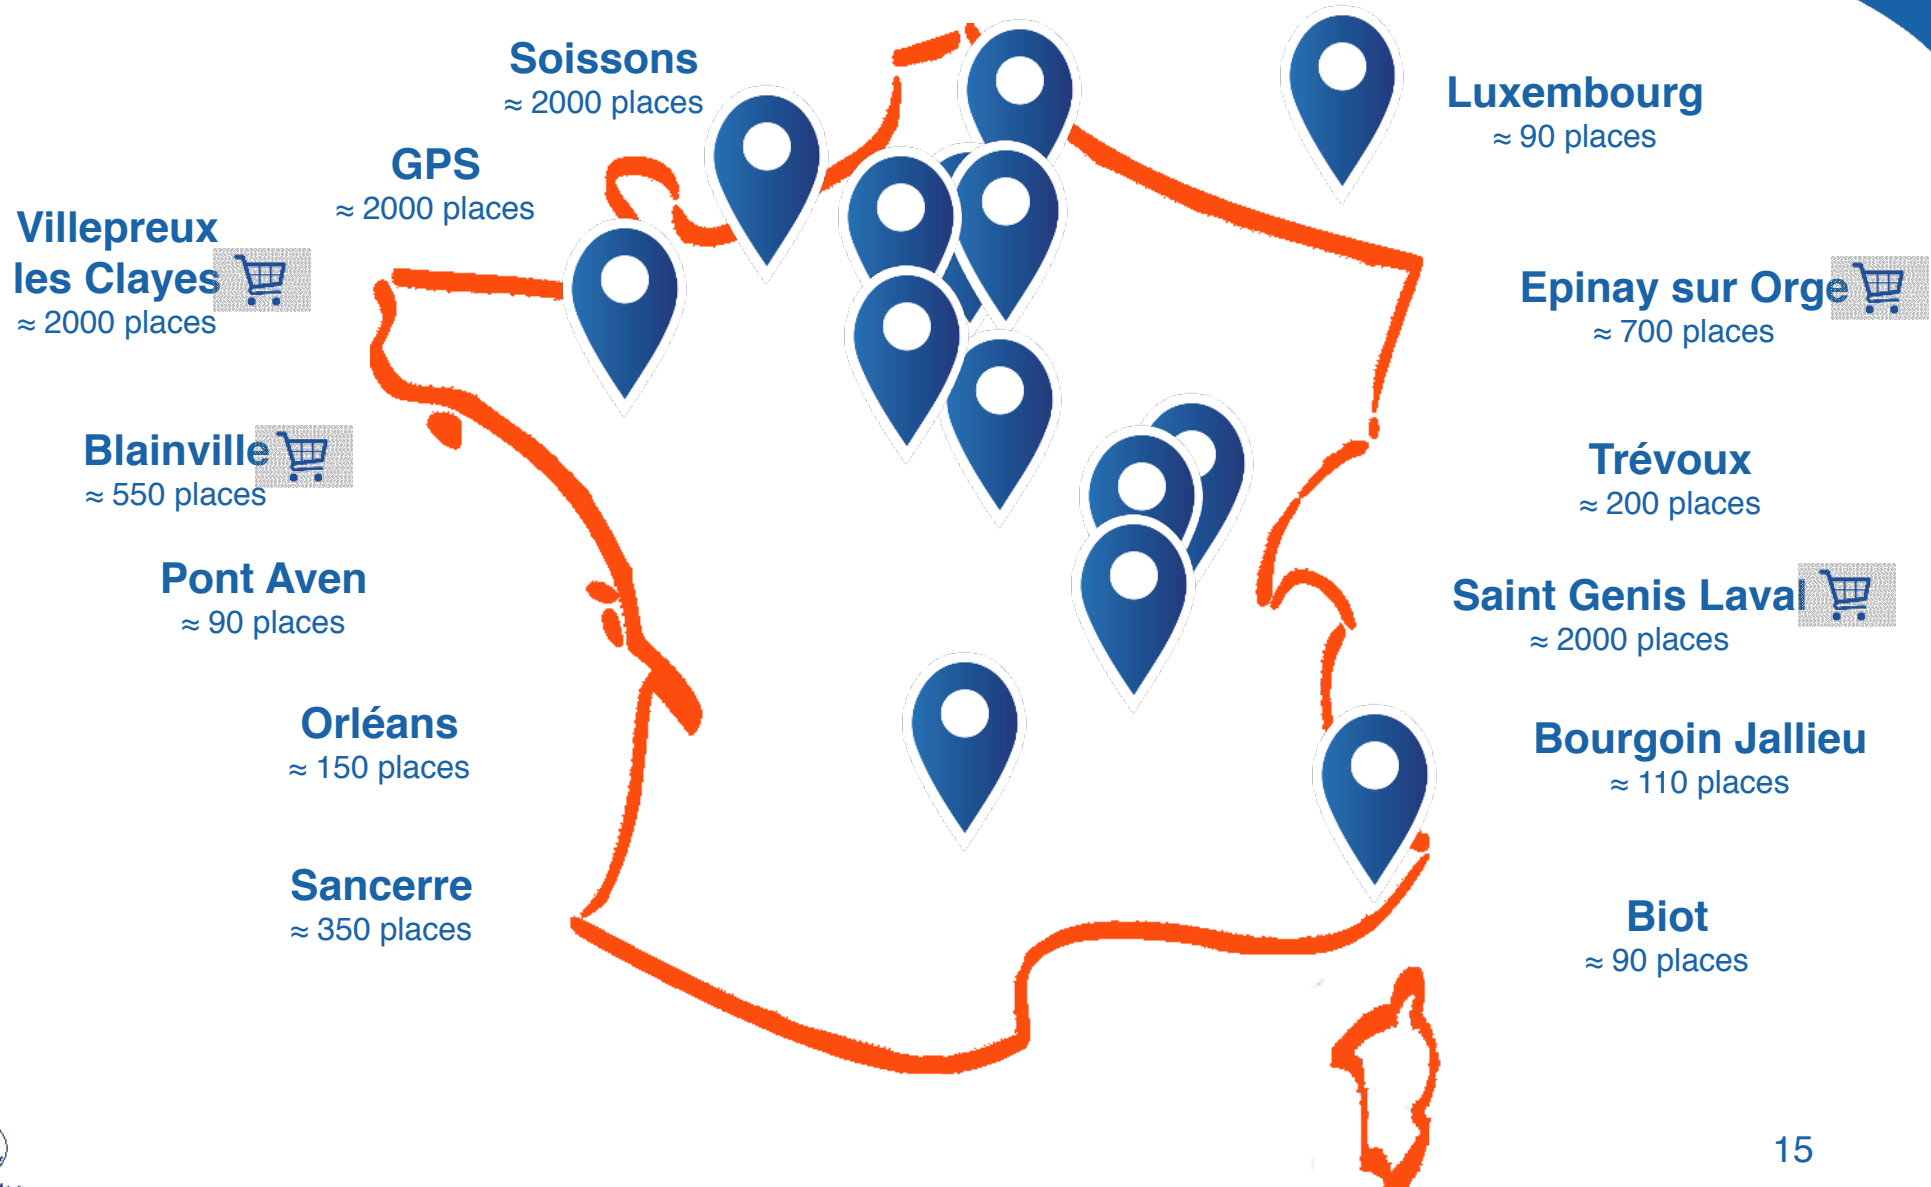 Soissons
≈ 2000 places
GPS
≈ 2000 places
Villepreux
les Clayes
≈ 2000 places
Blainville
≈ 550 places
Pont Aven
≈ 90 places
Orléans
≈ 150 places
Sancerre
≈ 350 places
Luxembourg
≈ 90 places
Epinay sur Orge
≈ 700 places
Trévoux
≈ 200 places
Saint Genis Laval
≈ 2000 places
Bourgoin Jallieu
≈ 110 places
Biot
≈ 90 places
15